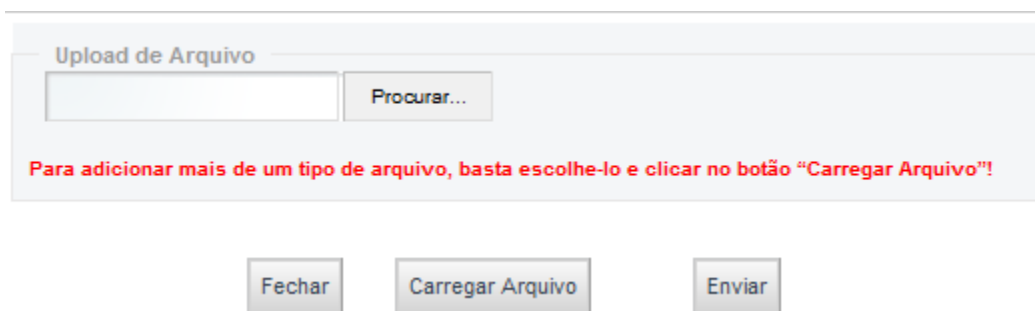 Upload de Arquivo
Procurar...
Para adicionar mais de um tipo de arquivo, basta escolhe-lo e clicar no botão “Carregar Arquivo”!
Fechar Carregar Arquivo Enviar